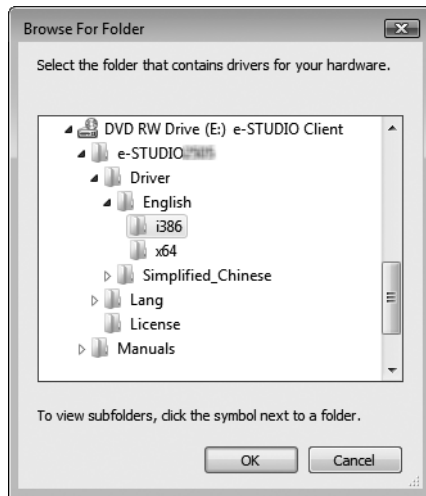 Browse For Folder
Select the folder that contains drivers for your hardware.
DVD RW Drive (E:) e-STUDIO Client
e-STUDIO
Driver
English
i386
x64
Simplified_Chinese
Lang
License
Manuals
To view subfolders, click the symbol next to a folder.
OK Cancel